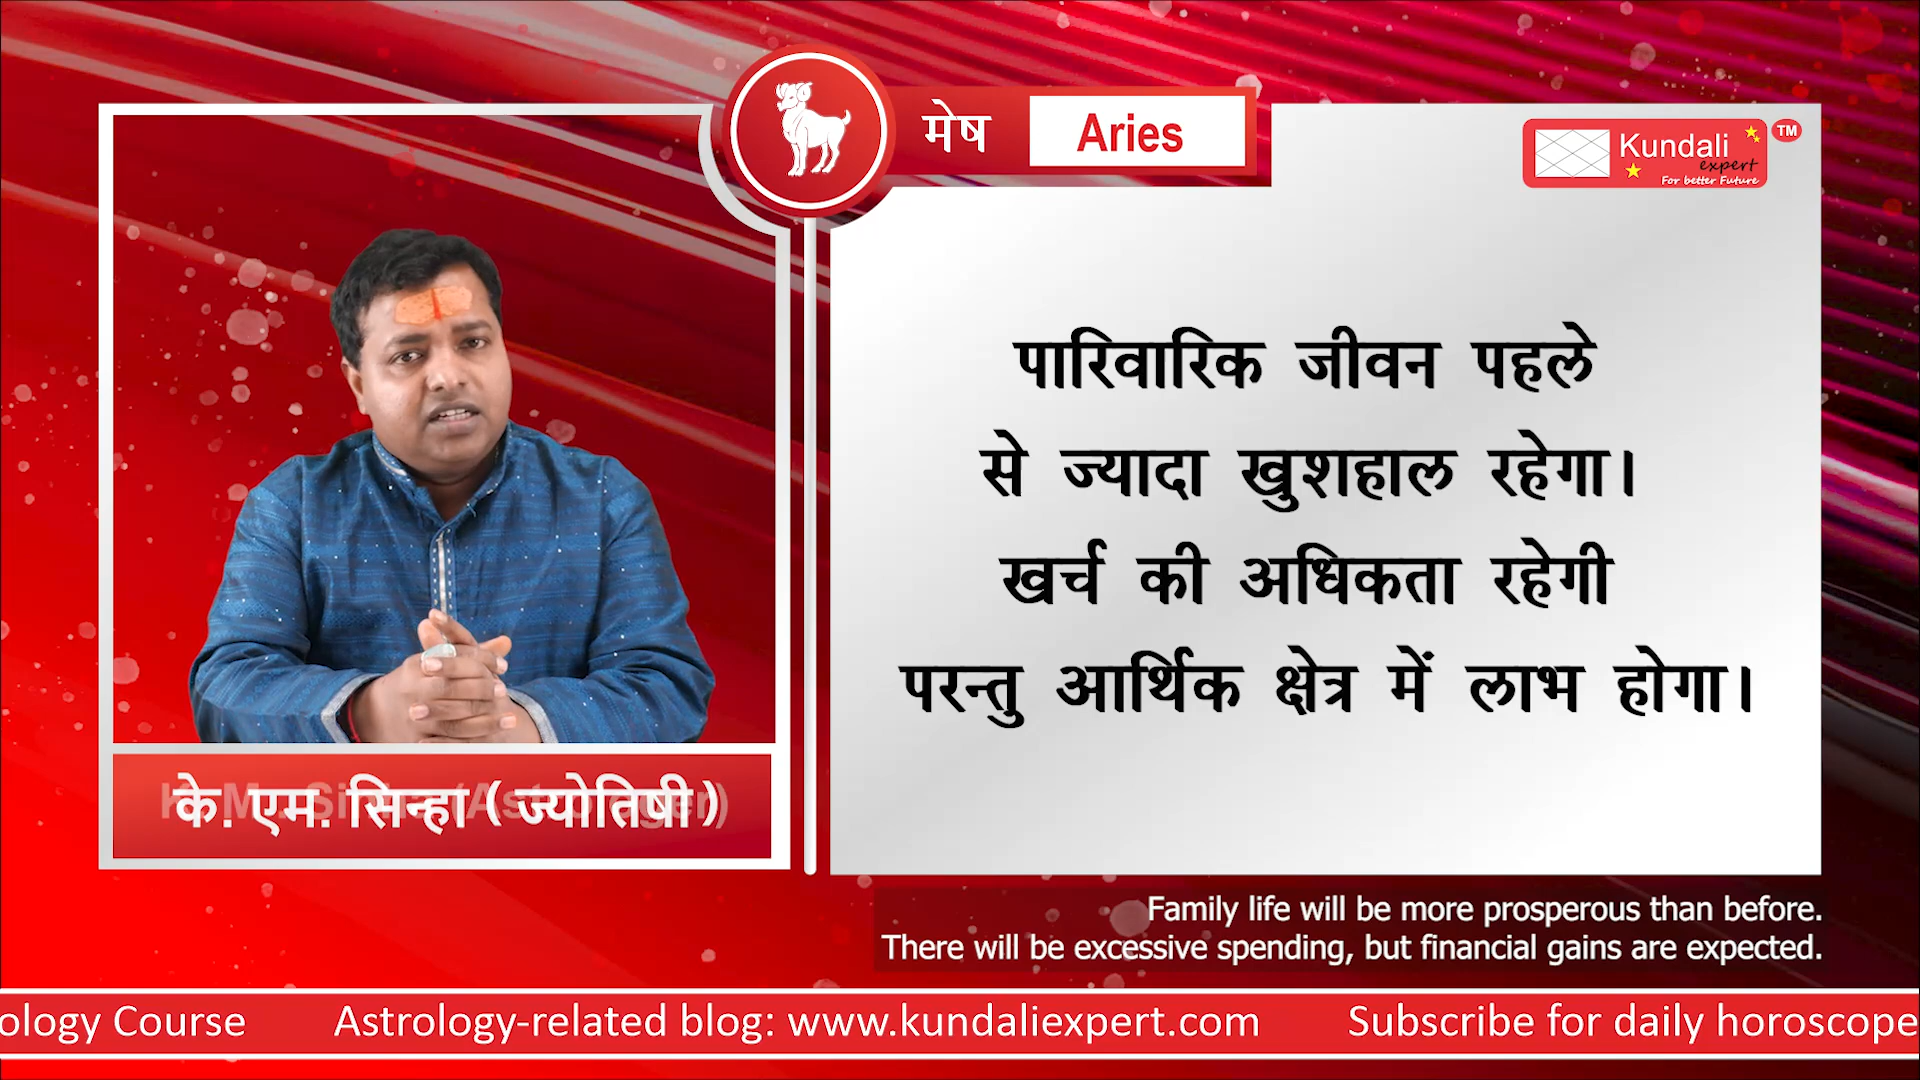 मेष Aries
Kundali
expert
For better Future
TM
पारिवारिक जीवन पहले
से ज्यादा खुशहाल रहेगा।
खर्च की अधिकता रहेगी
परन्तु आर्थिक क्षेत्र में लाभ होगा।
के. एम. सिन्हा ( ज्योतिषी )
Family life will be more prosperous than before.
There will be excessive spending, but financial gains are expected.
ology Course Astrology-related blog: www.kundaliexpert.com Subscribe for daily horoscope